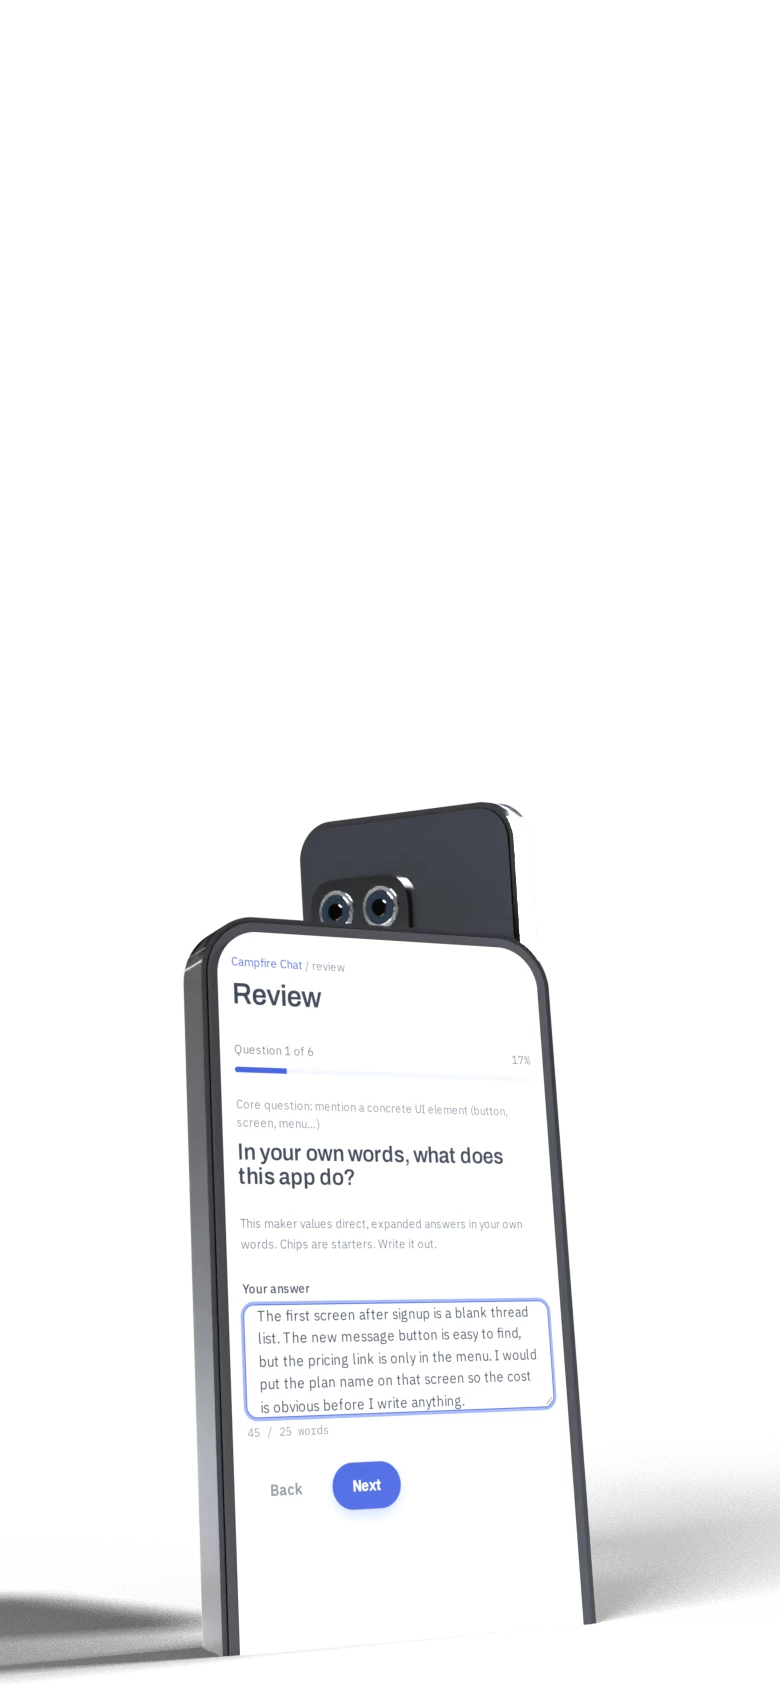 Campfire Chat / review
Review
Question 1 of 6
17%
Core question: mention a concrete UI element (button,
screen, menu...)
In your own words, what does
this app do?
This maker values direct, expanded answers in your own
words. Chips are starters. Write it out.
Your answer
The first screen after signup is a blank thread
list. The new message button is easy to find,
but the pricing link is only in the menu. I would
put the plan name on that screen so the cost
is obvious before I write anything.
45 / 25 words
Back
Next